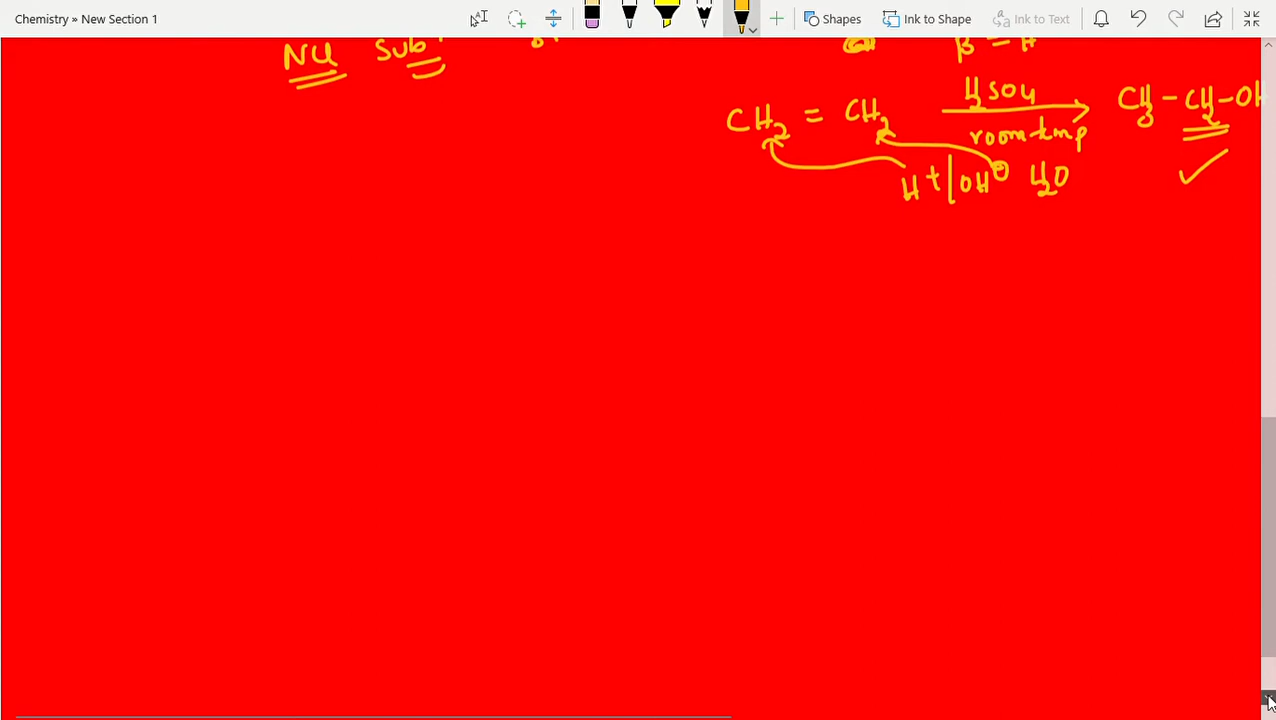 Chemistry » New Section 1
Shapes
Ink to Shape
Ink to Text
NU Sub
β - H
CH2 = CH2 H2SO4 room tmp CH3 - CH2 - OH
H+ | OH⊖ H2O